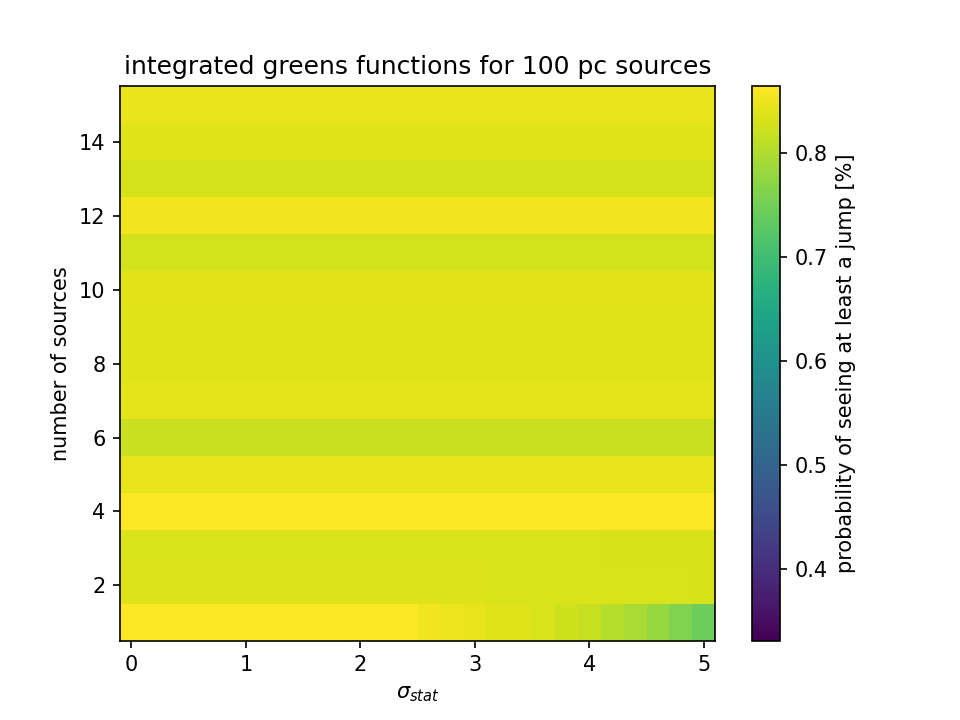 integrated greens functions for 100 pc sources
14
12
10
8
6
4
2
number of sources
0 1 2 3 4 5
σstat
0.8
0.7
0.6
0.5
0.4
probability of seeing at least a jump [%]